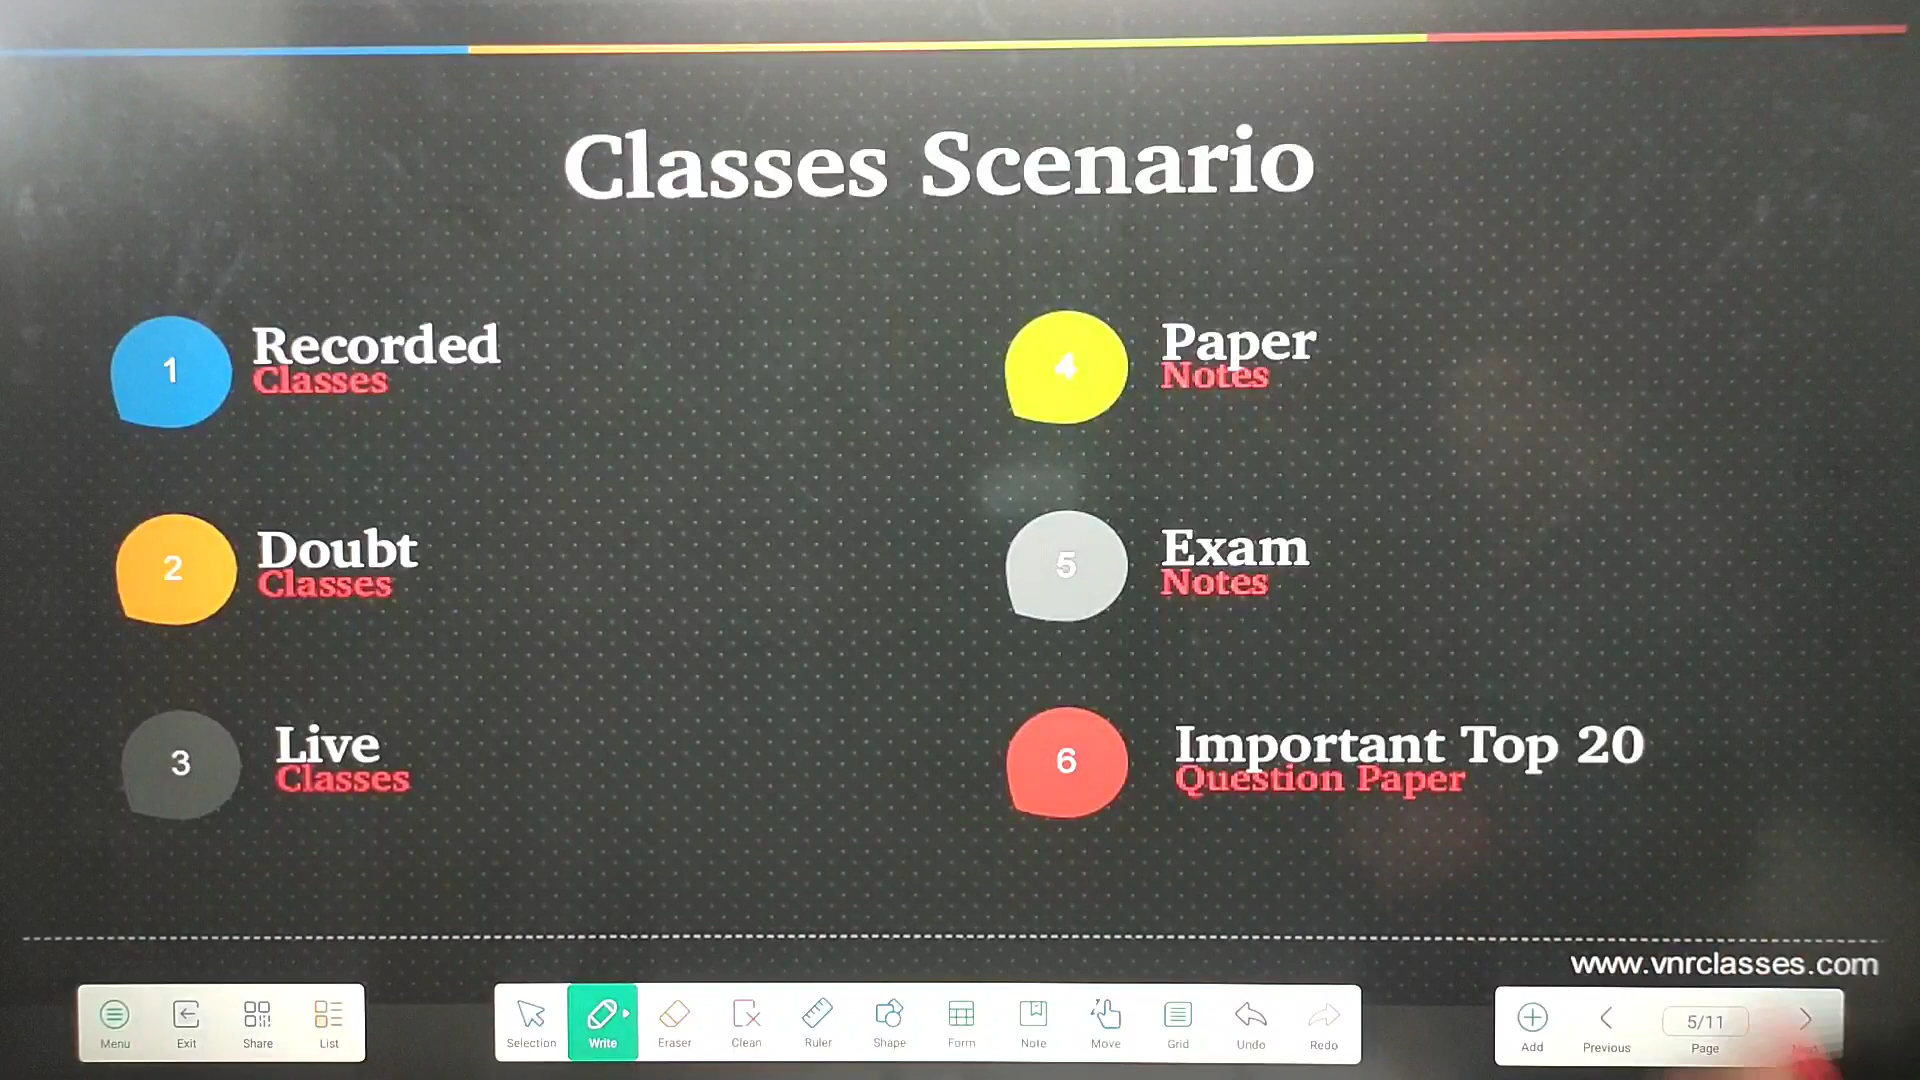 Classes Scenario
1
Recorded
Classes
2
Doubt
Classes
3
Live
Classes
4
Paper
Notes
5
Exam
Notes
6
Important Top 20
Question Paper
www.vnrclasses.com
Menu
Exit
Share
List
Selection
Write
Eraser
Clean
Ruler
Shape
Form
Note
Move
Grid
Undo
Redo
Add
Previous
5/11
Page